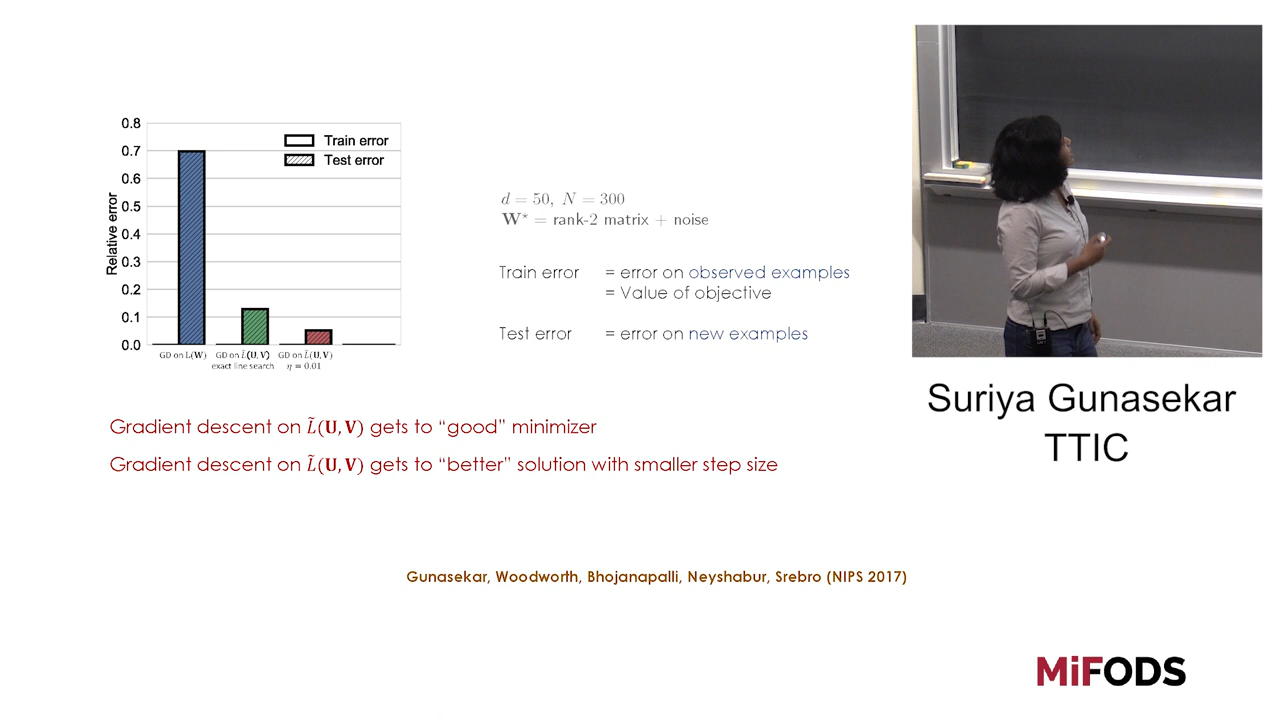 0.8
0.7
0.6
0.5
0.4
0.3
0.2
0.1
0.0
Relative error
Train error
Test error
GD on L(W)
GD on L̃(U, V)
exact line search
GD on L̃(U, V)
η = 0.01
d = 50, N = 300
W⋆ = rank-2 matrix + noise
Train error = error on observed examples
= Value of objective
Test error = error on new examples
Gradient descent on L̃(U, V) gets to “good” minimizer
Gradient descent on L̃(U, V) gets to “better” solution with smaller step size
Gunasekar, Woodworth, Bhojanapalli, Neyshabur, Srebro (NIPS 2017)
Suriya Gunasekar
TTIC
MiFODS